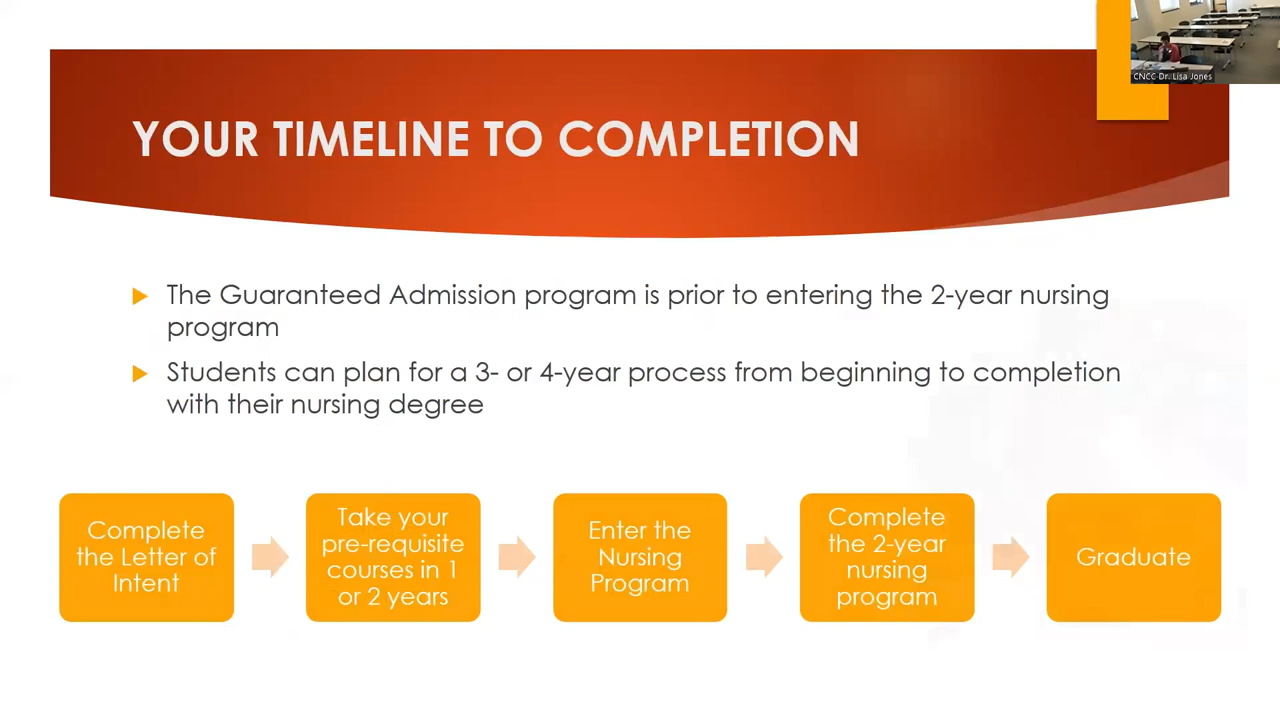 CNCC Dr. Lisa Jones
YOUR TIMELINE TO COMPLETION
The Guaranteed Admission program is prior to entering the 2-year nursing
program
Students can plan for a 3- or 4-year process from beginning to completion
with their nursing degree
Complete
the Letter of
Intent
Take your
pre-requisite
courses in 1
or 2 years
Enter the
Nursing
Program
Complete
the 2-year
nursing
program
Graduate